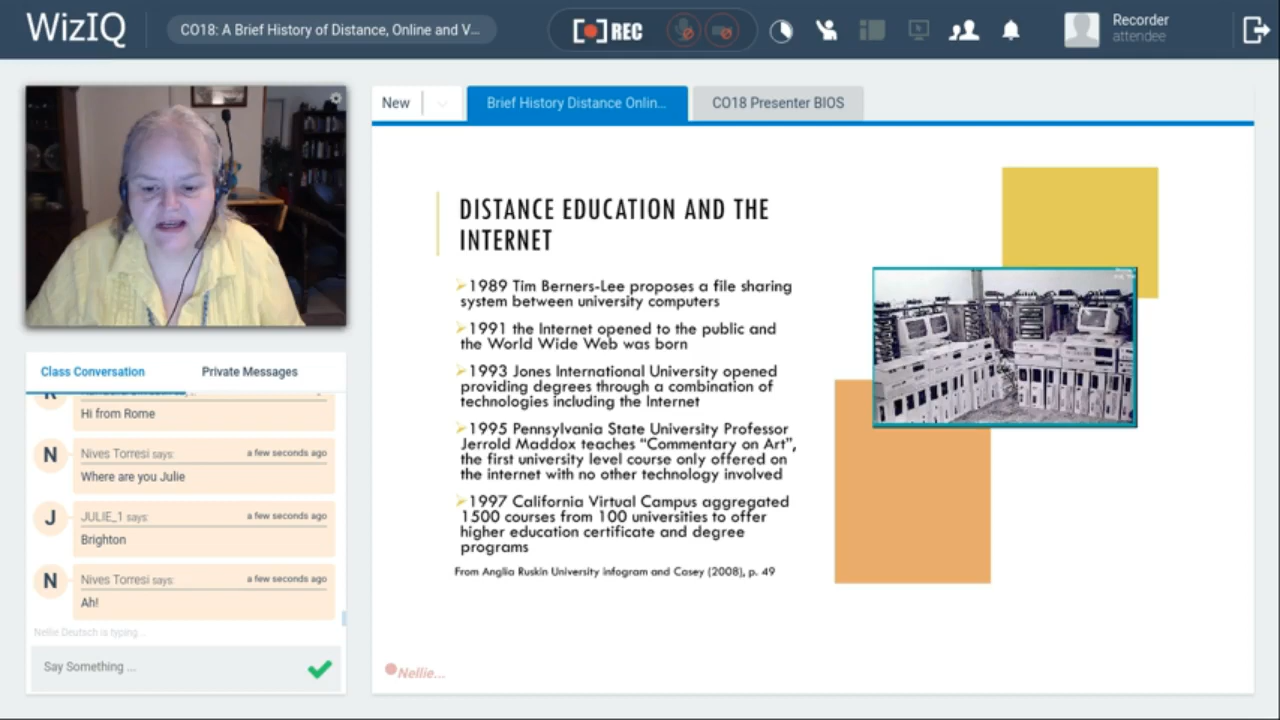 WizIQ
CO18: A Brief History of Distance, Online and V...
REC
Recorder
attendee
New
Brief History Distance Onlin...
CO18 Presenter BIOS
Class Conversation
Private Messages
Hi from Rome
N
Nives Torresi says:
a few seconds ago
Where are you Julie
J
JULIE_1 says:
a few seconds ago
Brighton
N
Nives Torresi says:
a few seconds ago
Ah!
Nellie Deutsch is typing ...
Say Something ...
DISTANCE EDUCATION AND THE
INTERNET
1989 Tim Berners-Lee proposes a file sharing
system between university computers
1991 the Internet opened to the public and
the World Wide Web was born
1993 Jones International University opened
providing degrees through a combination of
technologies including the Internet
1995 Pennsylvania State University Professor
Jerrold Maddox teaches “Commentary on Art”,
the first university level course only offered on
the internet with no other technology involved
1997 California Virtual Campus aggregated
1500 courses from 100 universities to offer
higher education certificate and degree
programs
From Anglia Ruskin University infogram and Casey (2008), p. 49
Nellie...